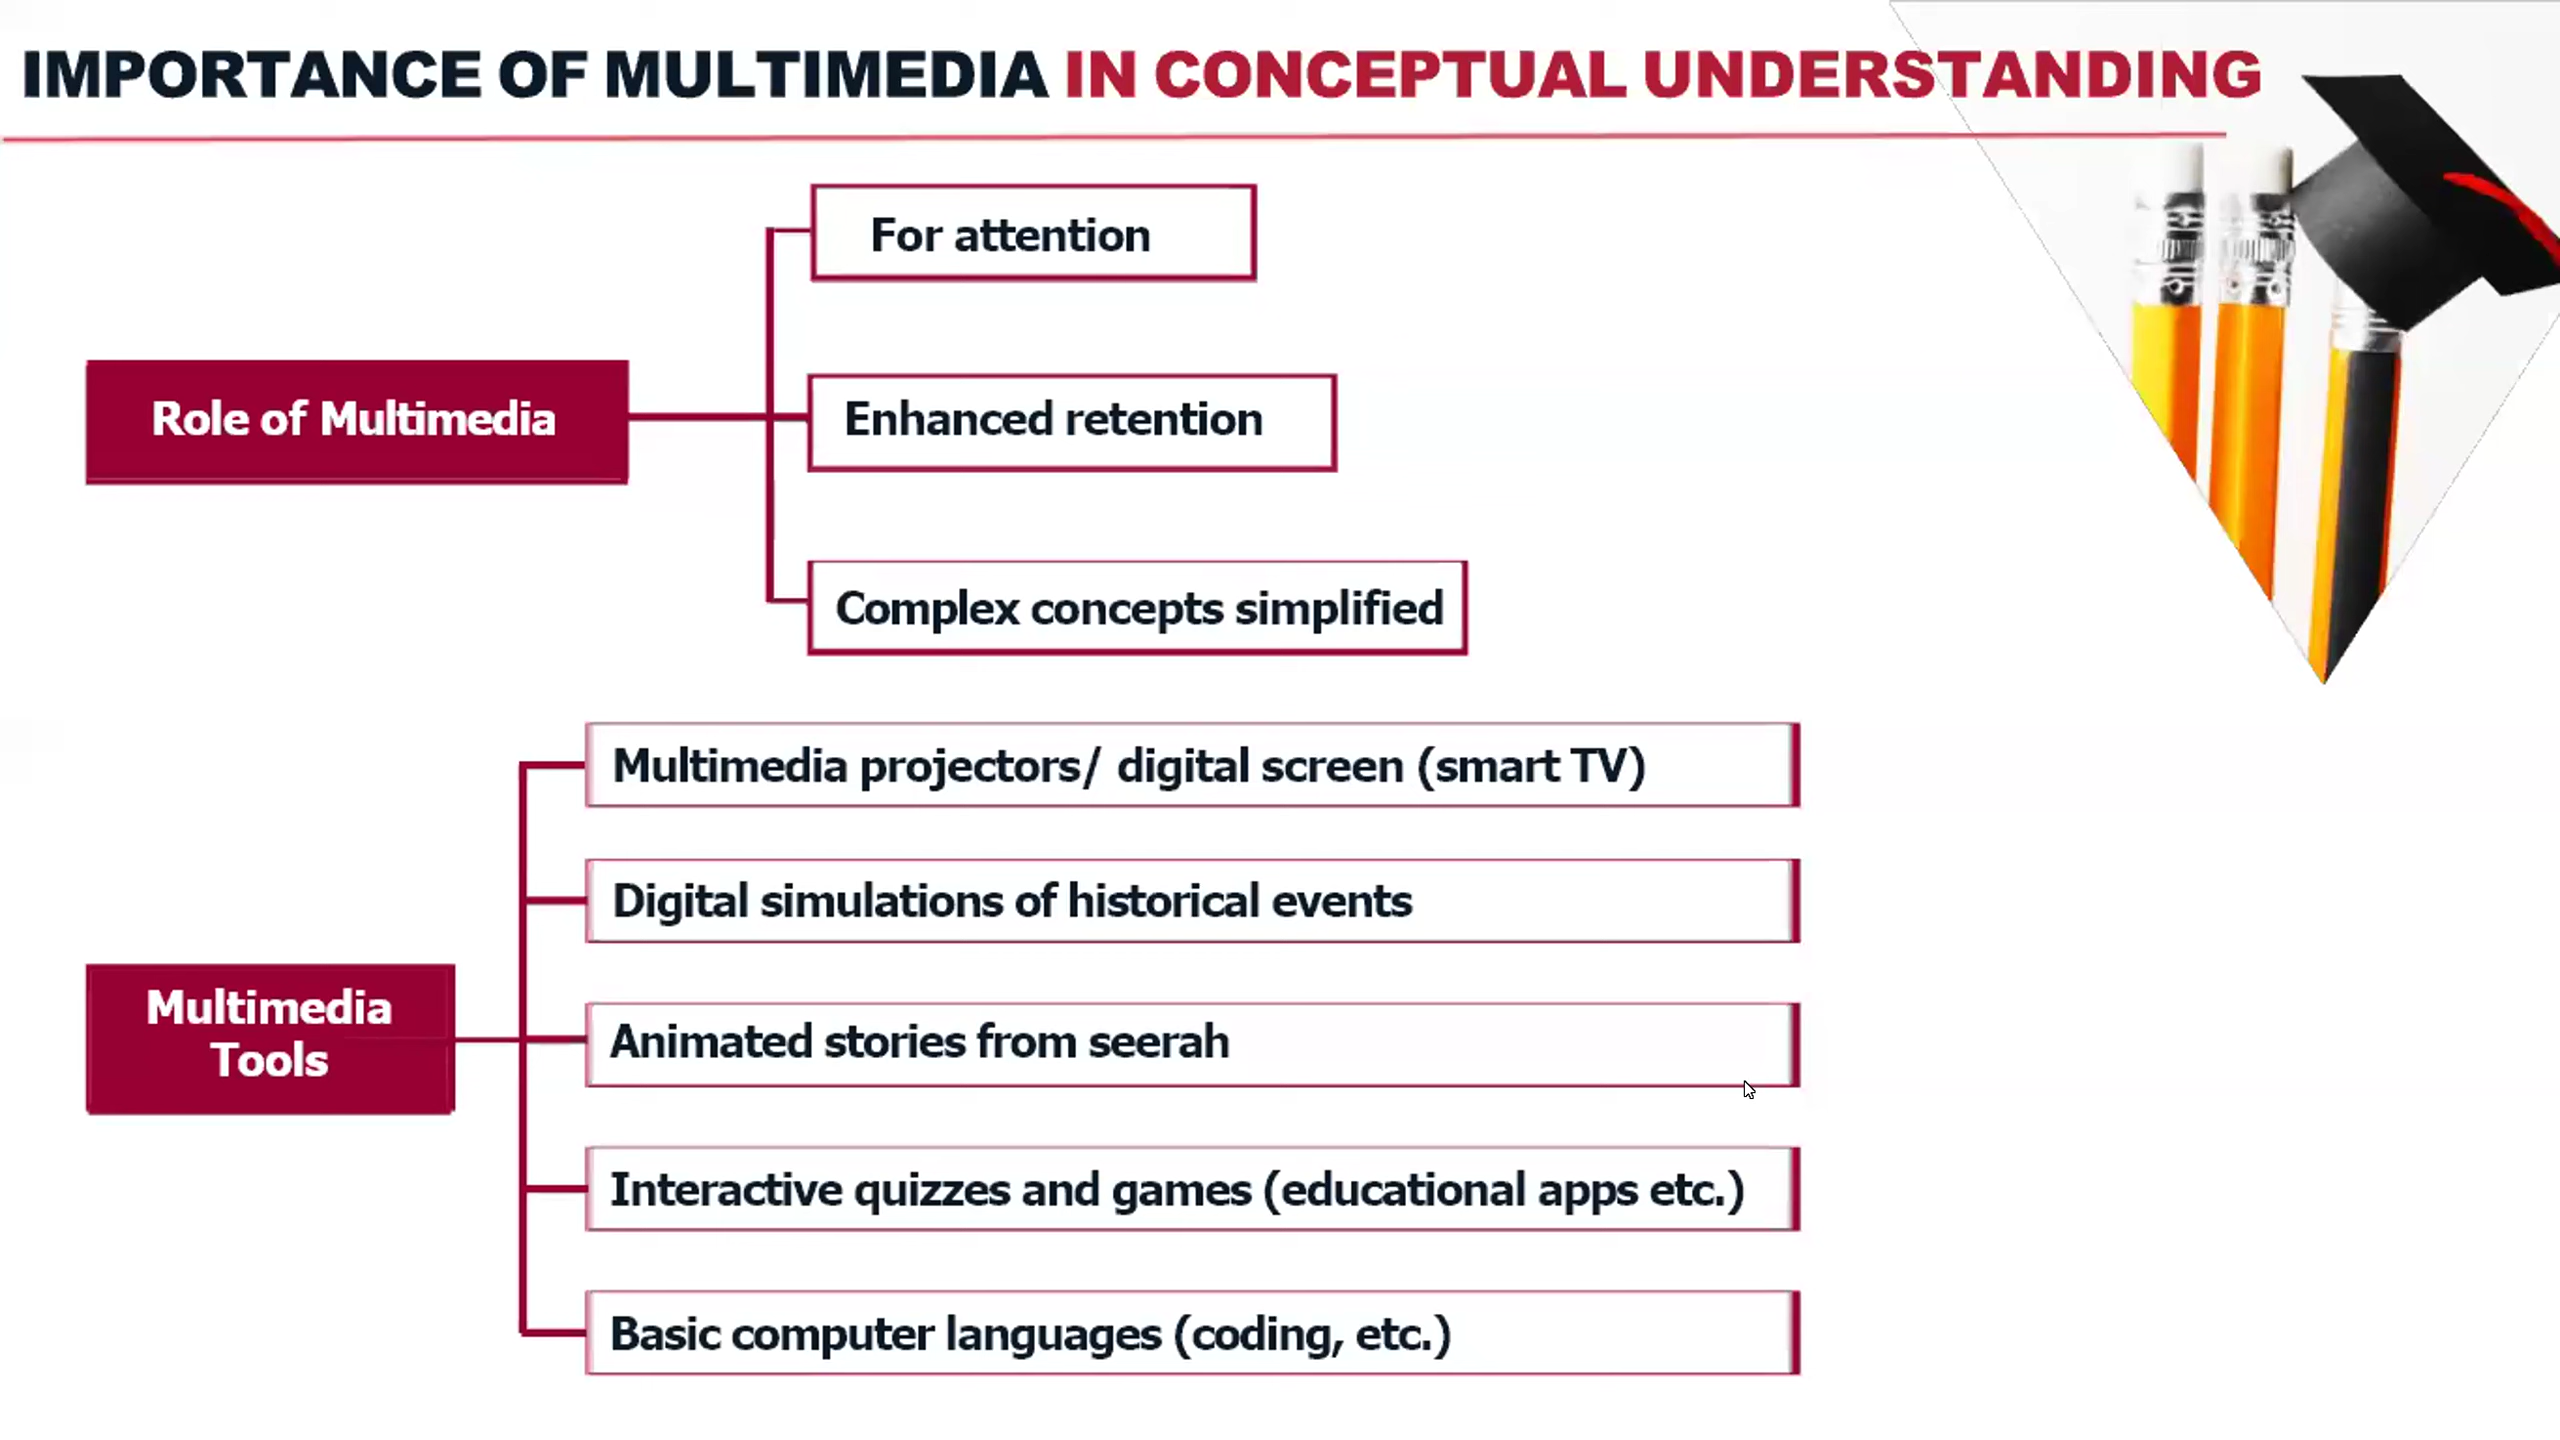 IMPORTANCE OF MULTIMEDIA IN CONCEPTUAL UNDERSTANDING
Role of Multimedia
For attention
Enhanced retention
Complex concepts simplified
Multimedia
Tools
Multimedia projectors/ digital screen (smart TV)
Digital simulations of historical events
Animated stories from seerah
Interactive quizzes and games (educational apps etc.)
Basic computer languages (coding, etc.)